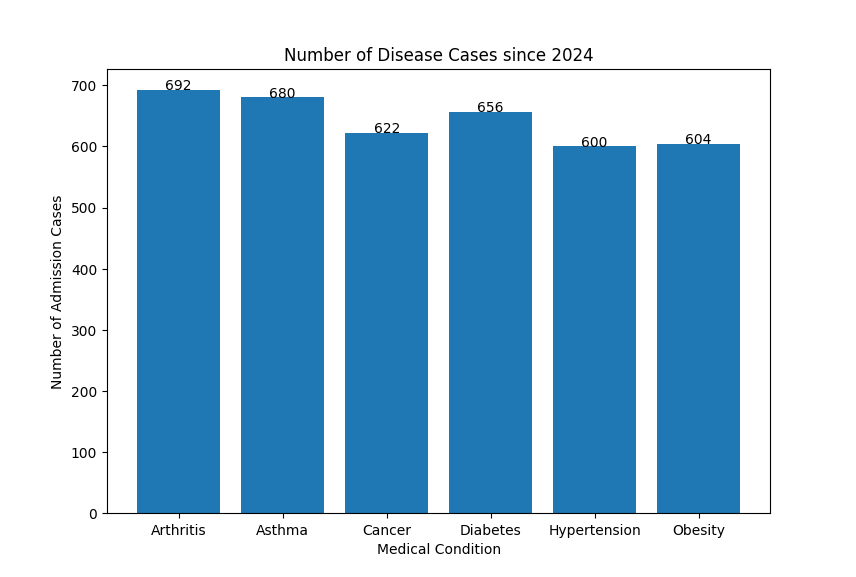 Number of Disease Cases since 2024
Number of Admission Cases
700
600
500
400
300
200
100
0
692
680
622
656
600
604
Arthritis
Asthma
Cancer
Diabetes
Hypertension
Obesity
Medical Condition